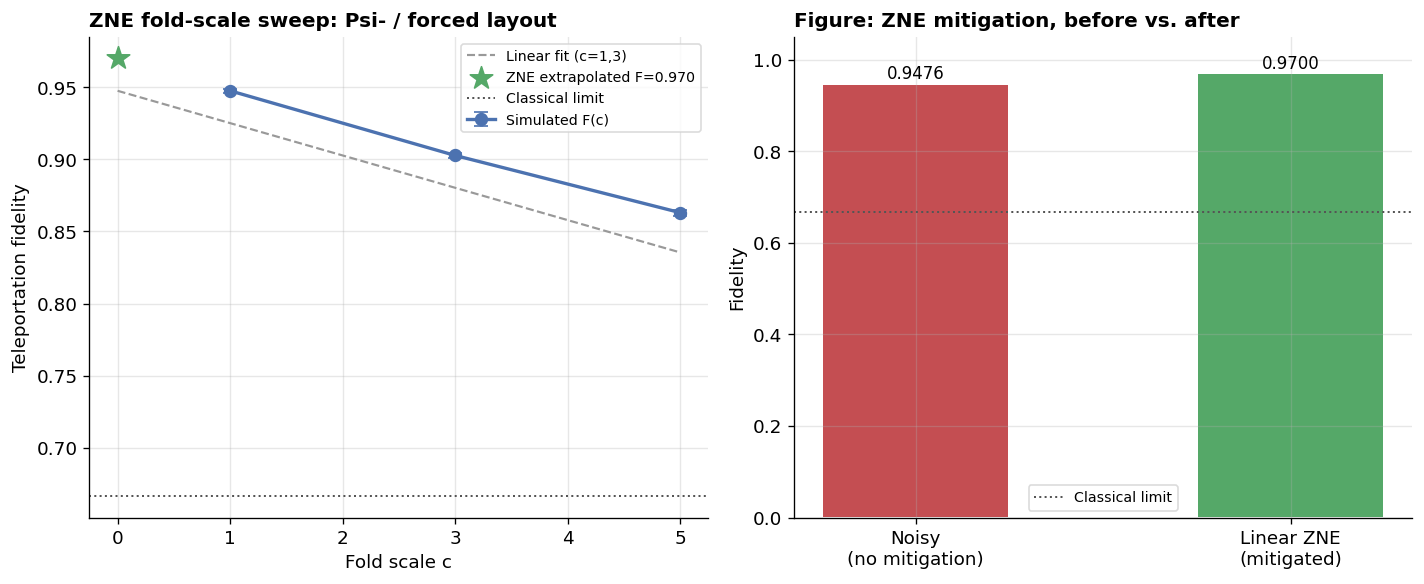 ZNE fold-scale sweep: Psi- / forced layout
Teleportation fidelity
0.95
0.90
0.85
0.80
0.75
0.70
Linear fit (c=1,3)
ZNE extrapolated F=0.970
Classical limit
Simulated F(c)
0
1
2
3
4
5
Fold scale c
Figure: ZNE mitigation, before vs. after
Fidelity
1.0
0.8
0.6
0.4
0.2
0.0
0.9476
0.9700
Classical limit
Noisy
(no mitigation)
Linear ZNE
(mitigated)